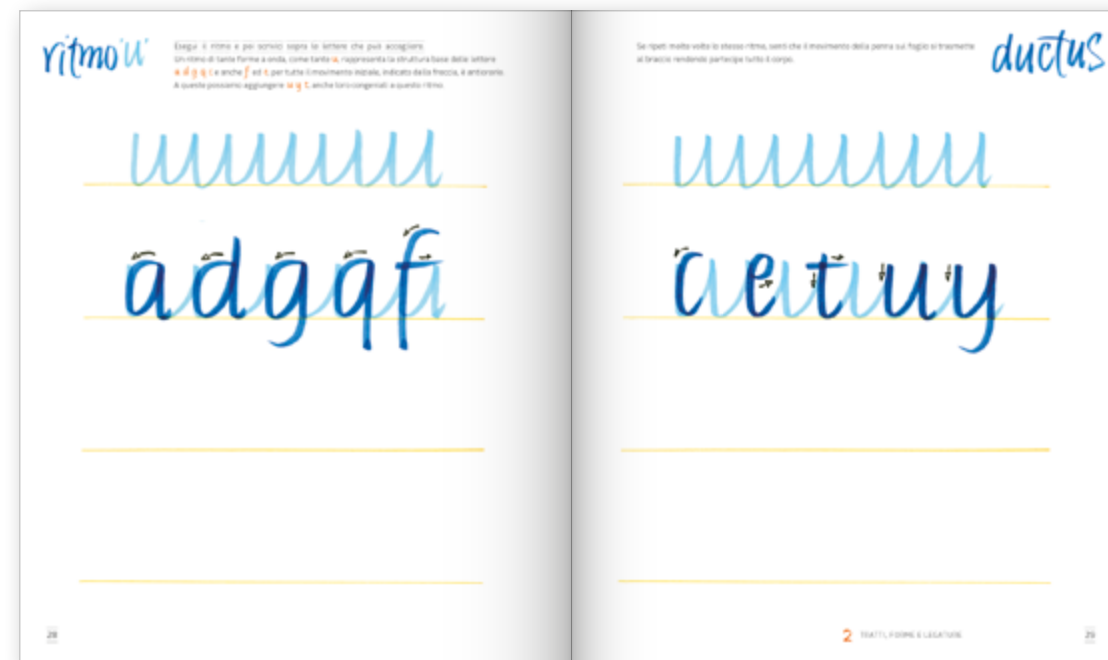 ritmo 'u'
Esegui il ritmo e poi scrivici sopra le lettere che può accogliere.
Un ritmo di tante forme a onda, come tante u, rappresenta la struttura base delle lettere
a d g q c e anche f ed e, per tutte il movimento iniziale, indicato dalla freccia, è antiorario.
A queste possiamo aggiungere u y t, anche loro congeniali a questo ritmo.
uuuuuuu
a d g q f
28
Se ripeti molte volte lo stesso ritmo, senti che il movimento della penna sul foglio si trasmette
al braccio rendendo partecipe tutto il corpo.
ductus
uuuuuuu
c e t u y
2 TRATTI, FORME E LEGATURE
29